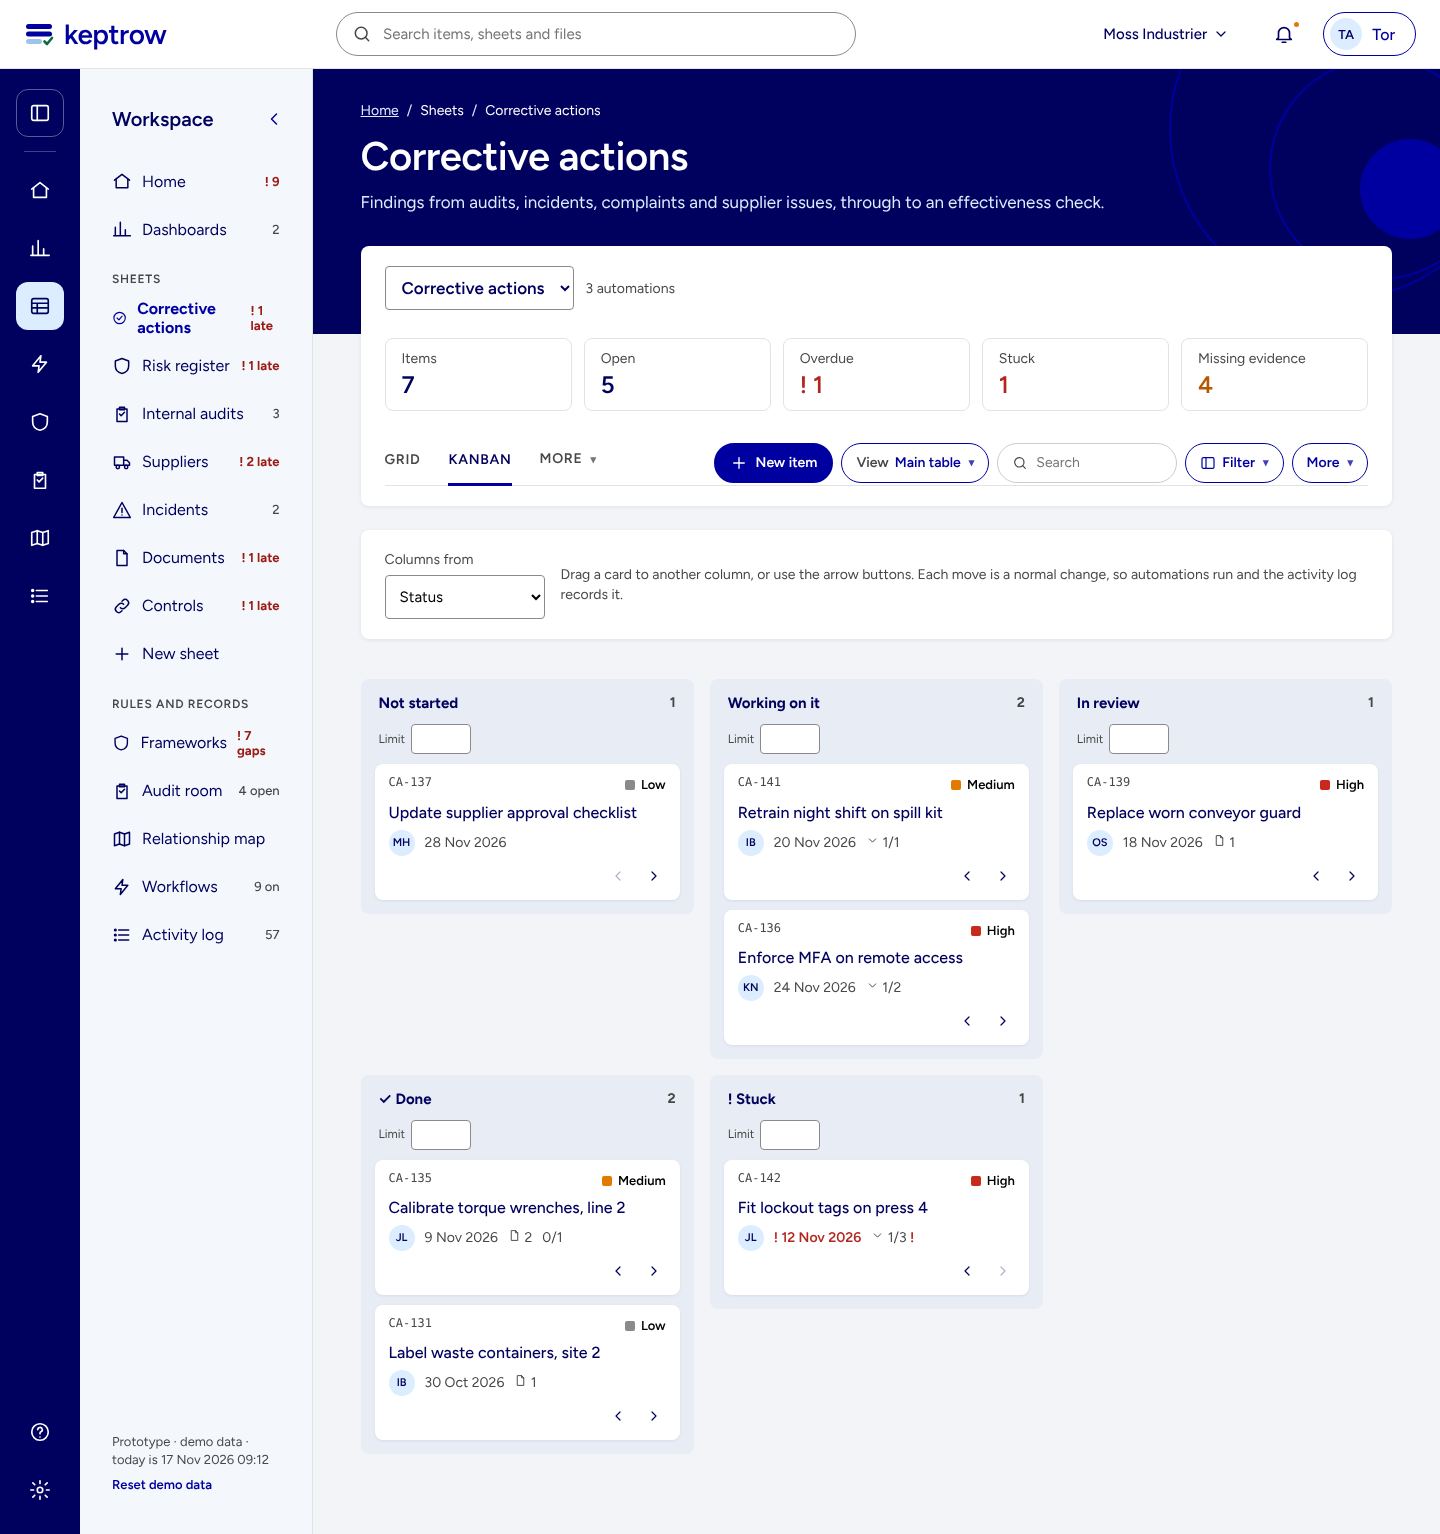 keptrow
Search items, sheets and files
Moss Industrier
TA
Tor
Workspace
Home
! 9
Dashboards
2
SHEETS
Corrective actions
! 1 late
Risk register
! 1 late
Internal audits
3
Suppliers
! 2 late
Incidents
2
Documents
! 1 late
Controls
! 1 late
New sheet
RULES AND RECORDS
Frameworks
! 7 gaps
Audit room
4 open
Relationship map
Workflows
9 on
Activity log
57
Prototype · demo data ·
today is 17 Nov 2026 09:12
Reset demo data
Home / Sheets / Corrective actions
Corrective actions
Findings from audits, incidents, complaints and supplier issues, through to an effectiveness check.
Corrective actions
3 automations
Items
7
Open
5
Overdue
! 1
Stuck
1
Missing evidence
4
GRID
KANBAN
MORE
New item
View Main table
Search
Filter
More
Columns from
Status
Drag a card to another column, or use the arrow buttons. Each move is a normal change, so automations run and the activity log
records it.
Not started
1
Limit
CA-137
Low
Update supplier approval checklist
MH
28 Nov 2026
Working on it
2
Limit
CA-141
Medium
Retrain night shift on spill kit
IB
20 Nov 2026
1/1
CA-136
High
Enforce MFA on remote access
KN
24 Nov 2026
1/2
In review
1
Limit
CA-139
High
Replace worn conveyor guard
OS
18 Nov 2026
1
✓ Done
2
Limit
CA-135
Medium
Calibrate torque wrenches, line 2
JL
9 Nov 2026
2
0/1
CA-131
Low
Label waste containers, site 2
IB
30 Oct 2026
1
! Stuck
1
Limit
CA-142
High
Fit lockout tags on press 4
JL
! 12 Nov 2026
1/3 !